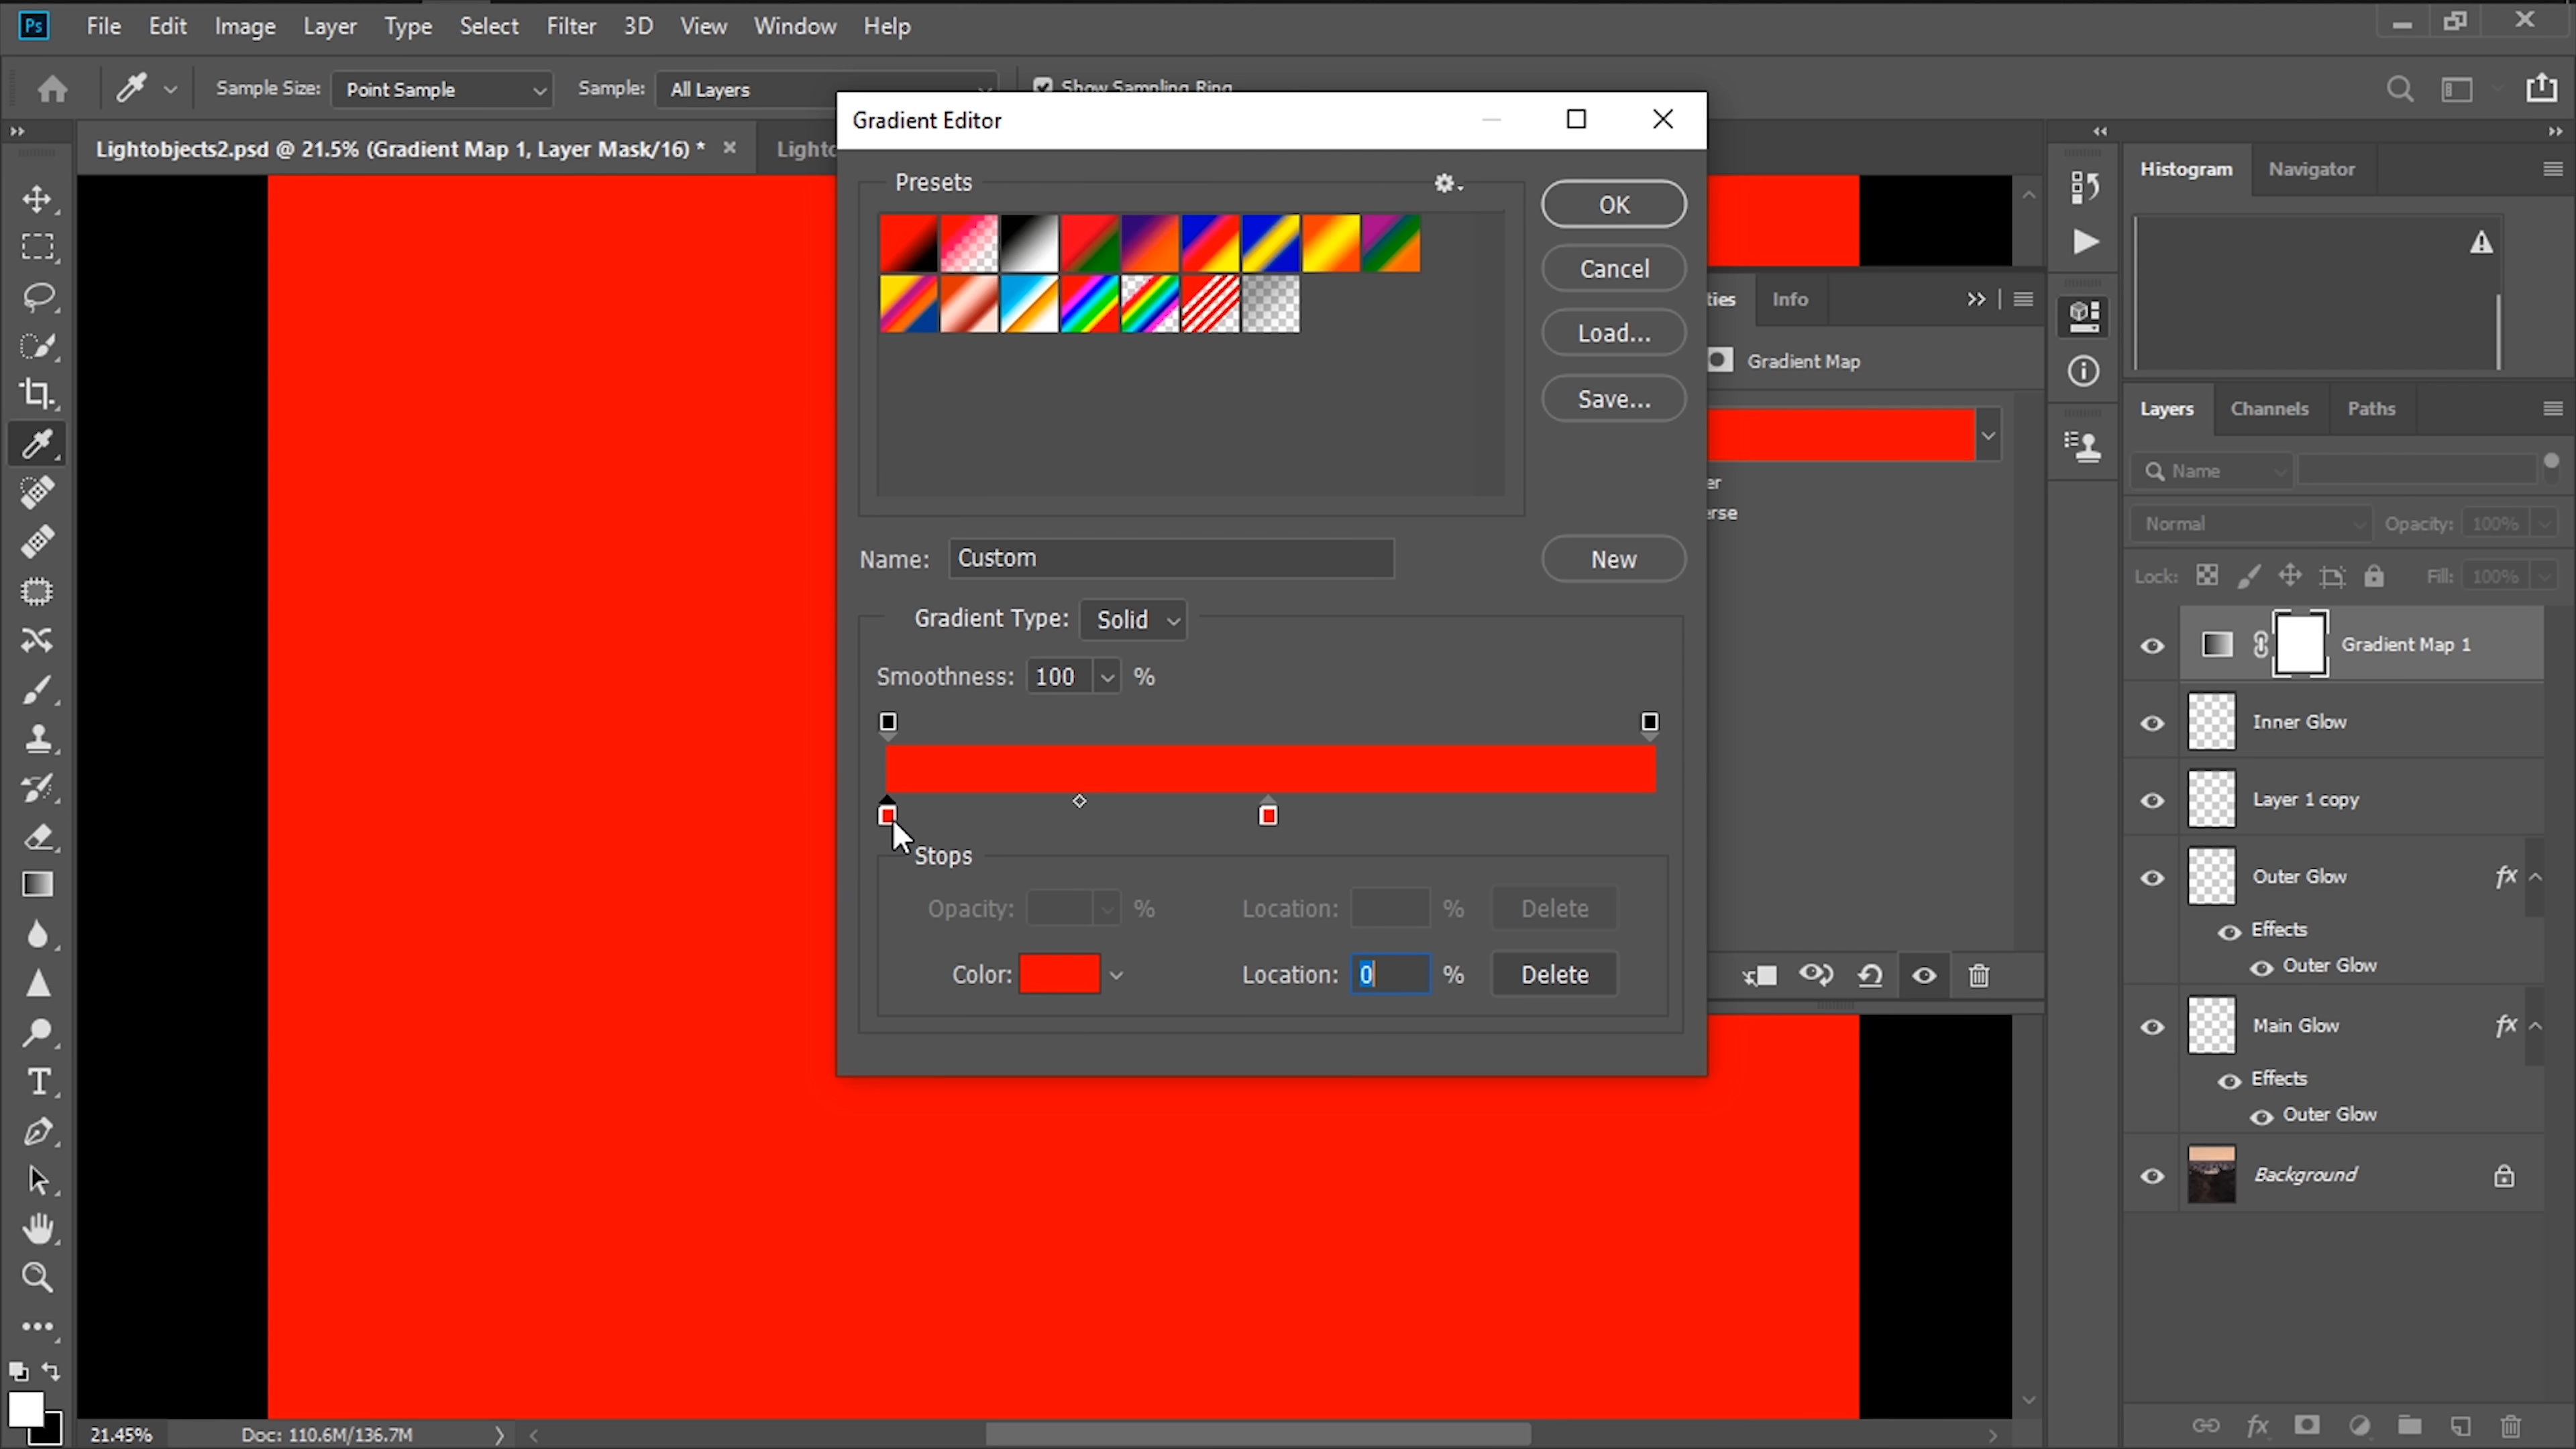 Ps File Edit Image Layer Type Select Filter 3D View Window Help
Sample Size: Point Sample Sample: All Layers Show Sampling Ring
Lightobjects2.psd @ 21.5% (Gradient Map 1, Layer Mask/16) *
Gradient Editor
Presets
OK
Cancel
Load...
Save...
Name: Custom
New
Gradient Type: Solid
Smoothness: 100 %
Stops
Opacity: % Location: % Delete
Color: Location: 0 % Delete
Info
Gradient Map
Histogram Navigator
Layers Channels Paths
Name
Normal Opacity: 100%
Lock: Fill: 100%
Gradient Map 1
Inner Glow
Layer 1 copy
Outer Glow fx
Effects
Outer Glow
Main Glow fx
Effects
Outer Glow
Background
21.45% Doc: 110.6M/136.7M